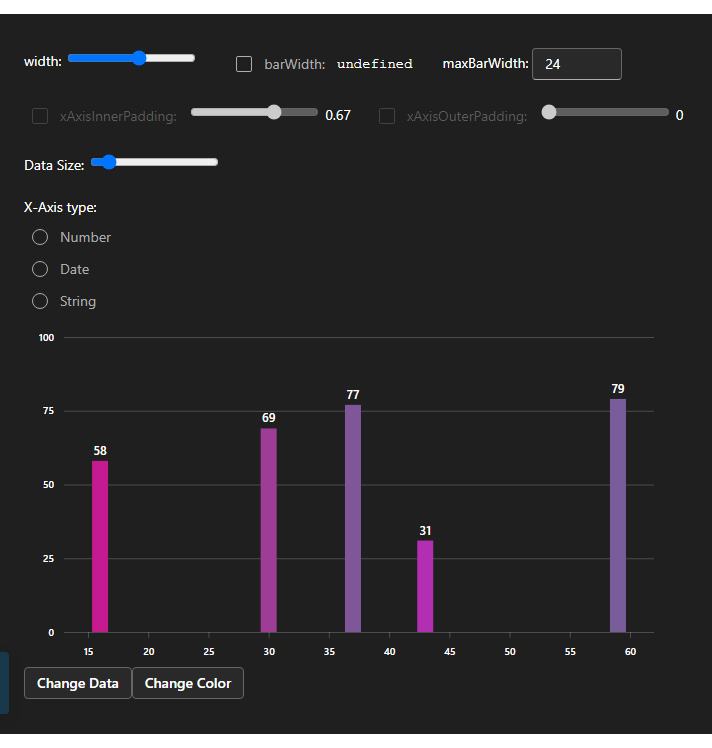 width: barWidth: undefined maxBarWidth: 24
xAxisInnerPadding: 0.67 xAxisOuterPadding: 0
Data Size:
X-Axis type:
Number
Date
String
100
79
77
75
69
58
50
31
25
0
15 20 25 30 35 40 45 50 55 60
Change Data Change Color